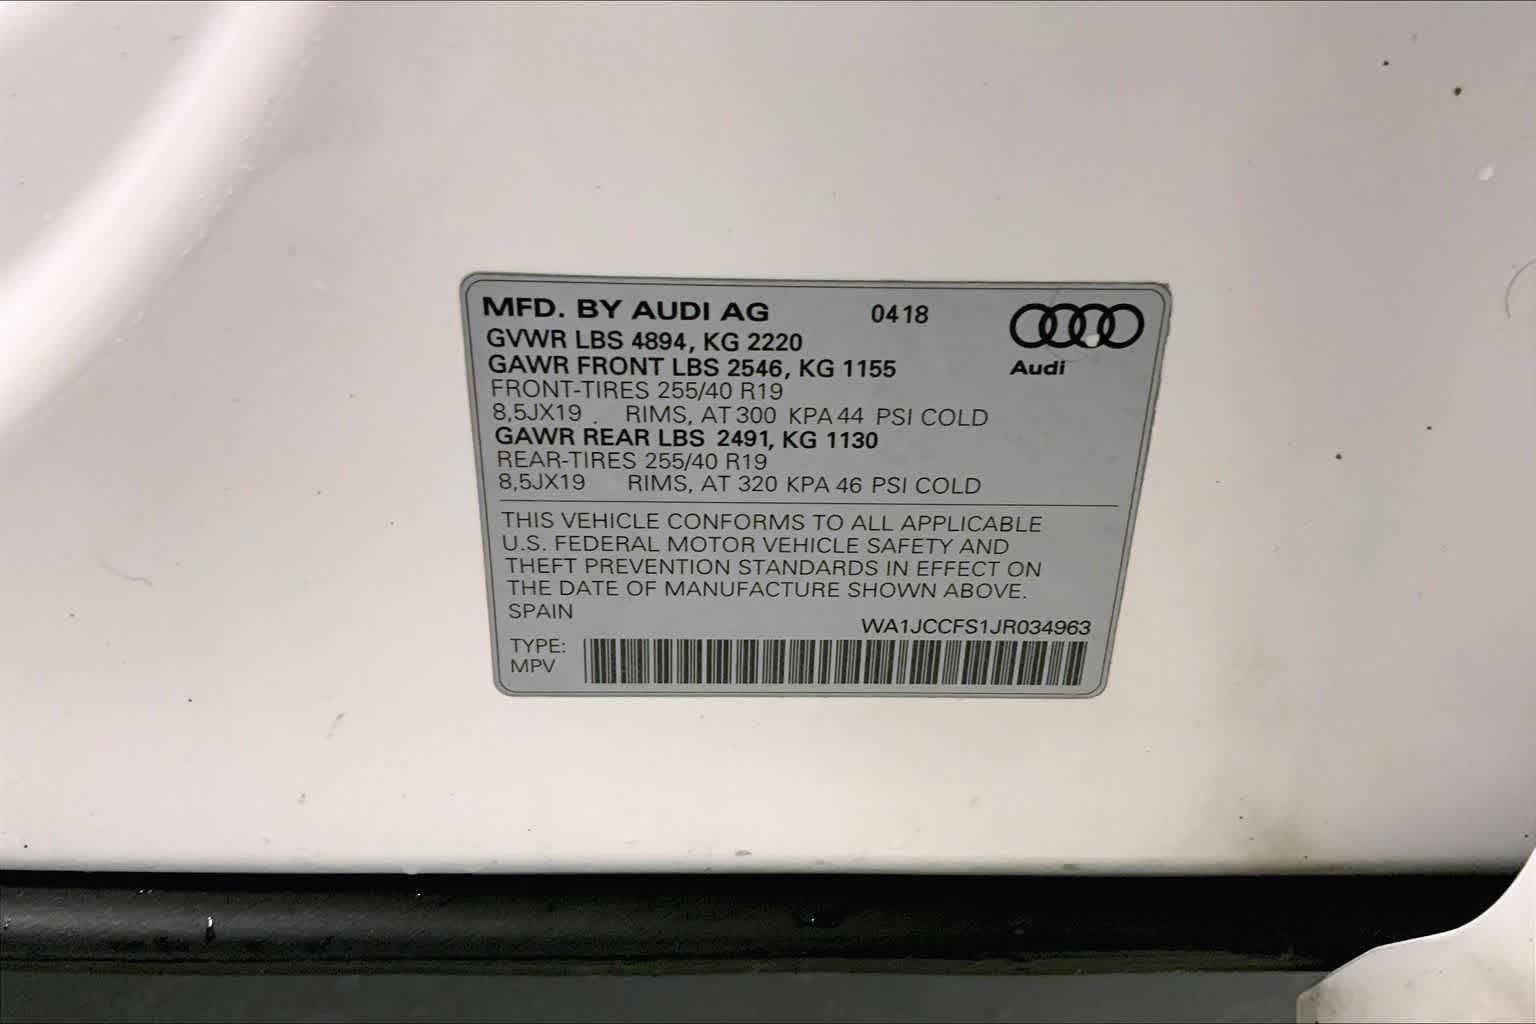 MFD. BY AUDI AG 0418
GVWR LBS 4894, KG 2220
GAWR FRONT LBS 2546, KG 1155
Audi
FRONT-TIRES 255/40 R19
8,5JX19 . RIMS, AT 300 KPA 44 PSI COLD
GAWR REAR LBS 2491, KG 1130
REAR-TIRES 255/40 R19
8,5JX19 RIMS, AT 320 KPA 46 PSI COLD
THIS VEHICLE CONFORMS TO ALL APPLICABLE
U.S. FEDERAL MOTOR VEHICLE SAFETY AND
THEFT PREVENTION STANDARDS IN EFFECT ON
THE DATE OF MANUFACTURE SHOWN ABOVE.
SPAIN
WA1JCCFS1JR034963
TYPE:
MPV